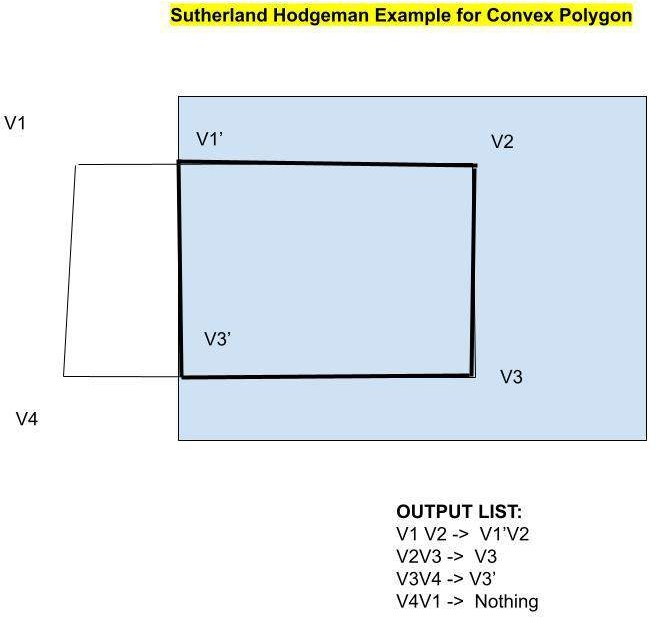 Sutherland Hodgeman Example for Convex Polygon
V1
V1'
V2
V3'
V3
V4
OUTPUT LIST:
V1 V2 -> V1'V2
V2V3 -> V3
V3V4 -> V3'
V4V1 -> Nothing